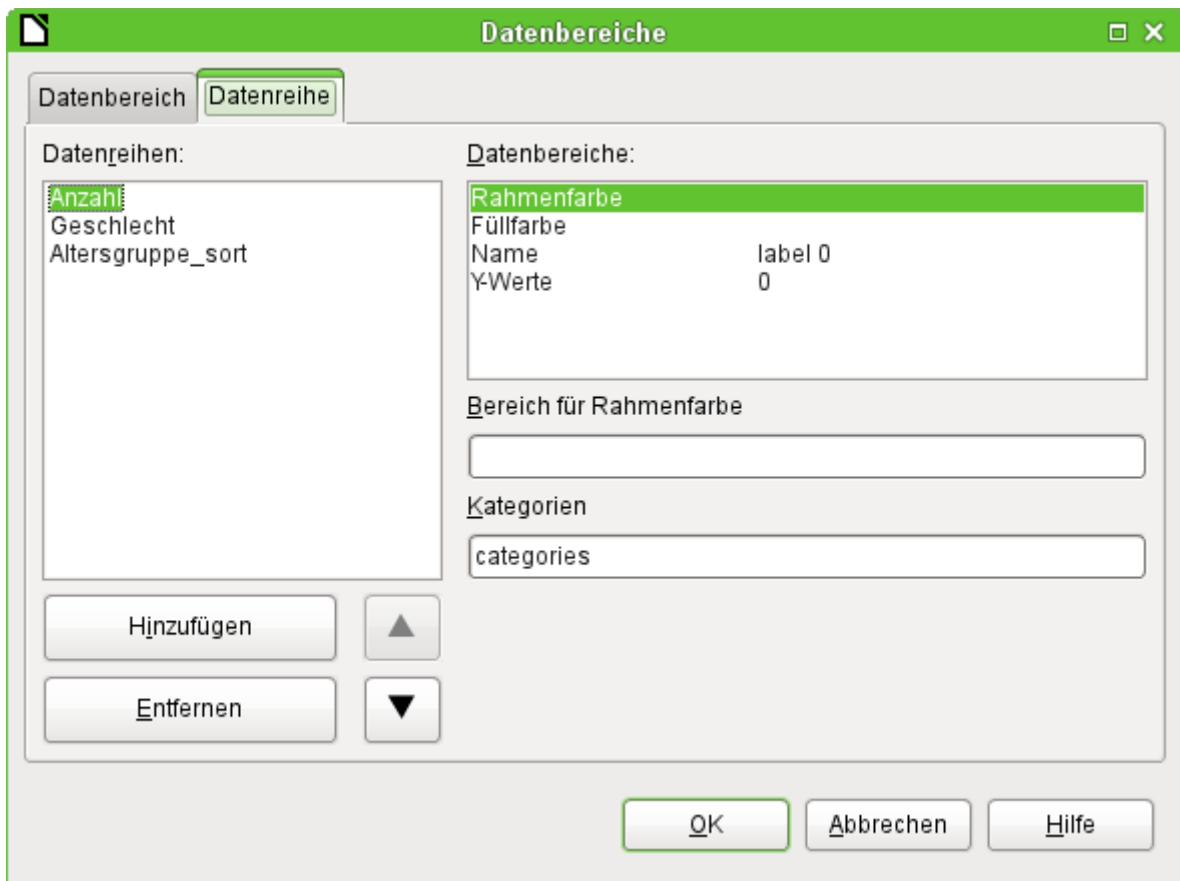 Datenbereiche
Datenbereich Datenreihe
Datenreihen:
Anzahl
Geschlecht
Altersgruppe_sort
Datenbereiche:
Rahmenfarbe
Füllfarbe
Name label 0
Y-Werte 0
Bereich für Rahmenfarbe
Kategorien
categories
Hinzufügen
Entfernen
OK Abbrechen Hilfe